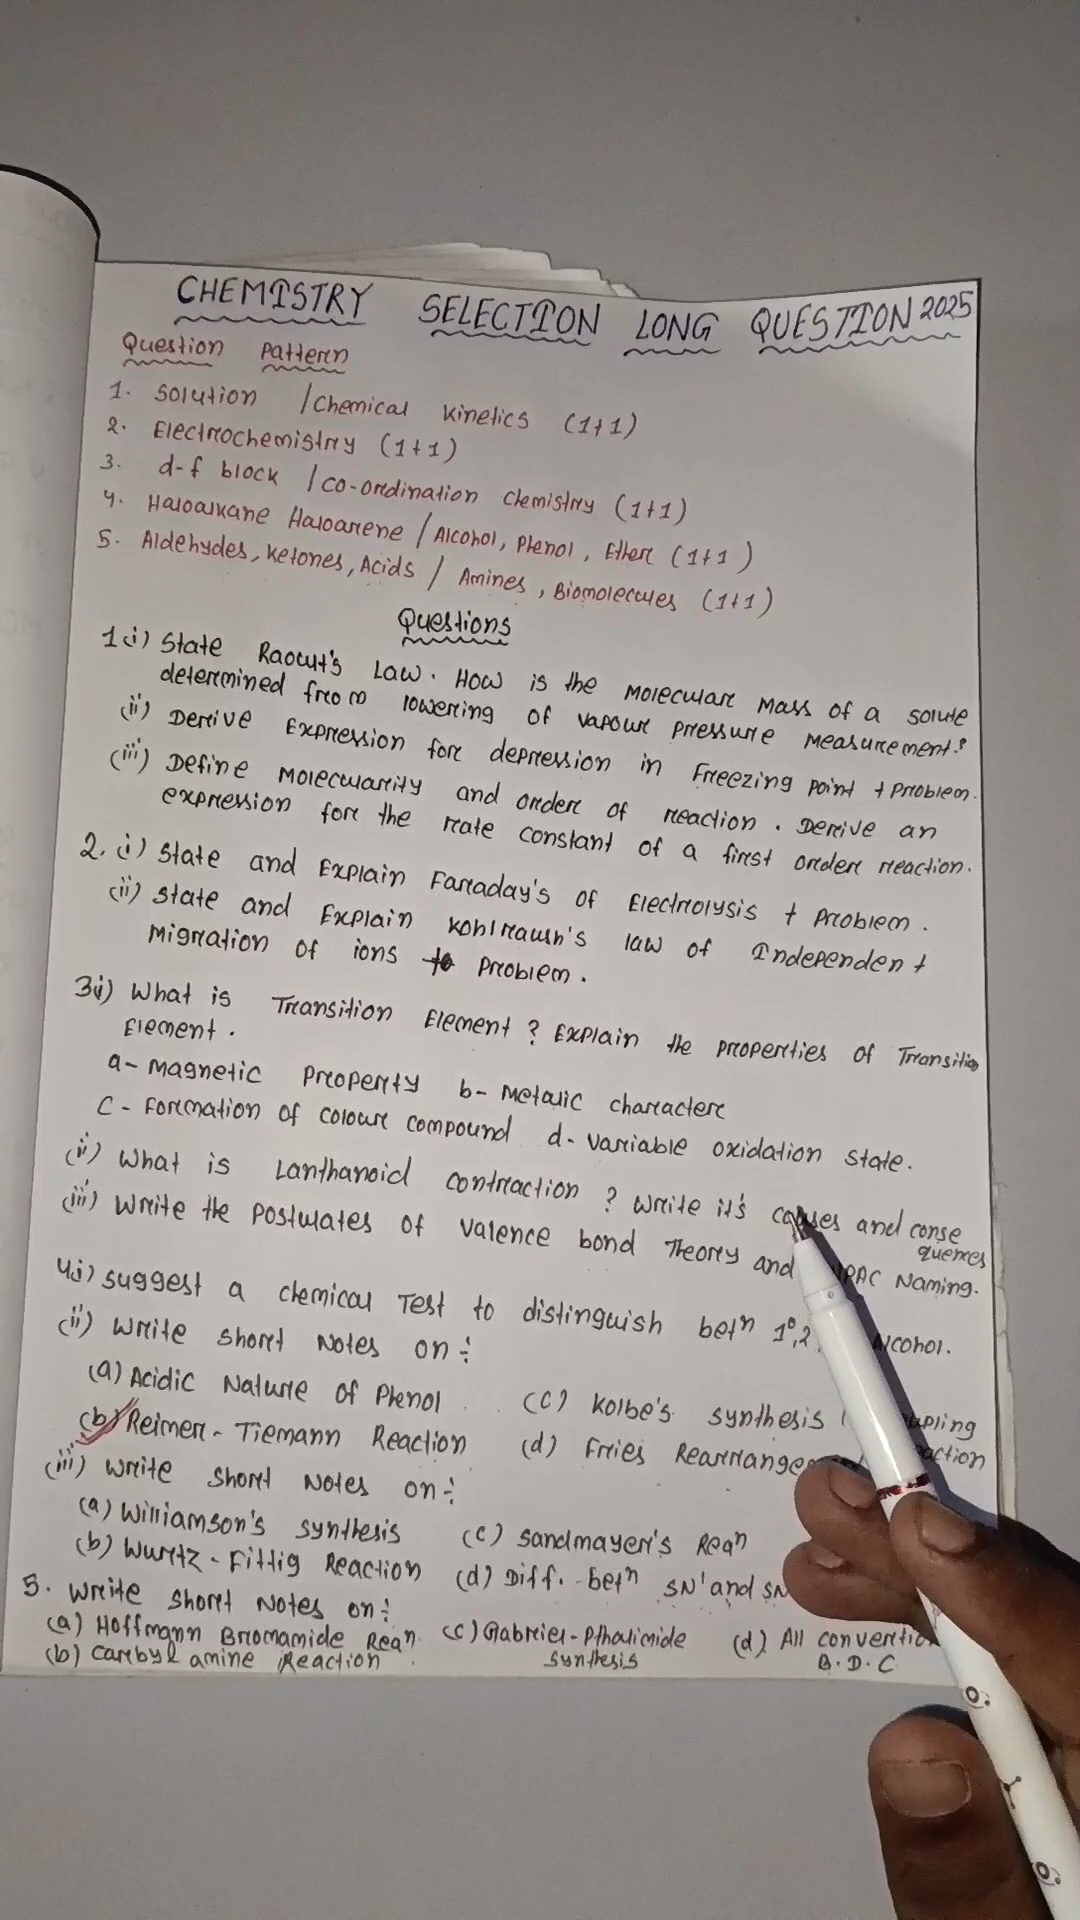 CHEMISTRY SELECTION LONG QUESTION 2025
Question Pattern
1. Solution / Chemical Kinetics (1+1)
2. Electrochemistry (1+1)
3. d-f block / co-ordination chemistry (1+1)
4. Haloalkane Haloarene / Alcohol, Phenol, Ether (1+1)
5. Aldehydes, Ketones, Acids / Amines, Biomolecules (1+1)
Questions
1 (i) State Raoult's Law. How is the Molecular Mass of a solute
determined from lowering of vapour pressure Measurement?
(ii) Derive Expression for depression in Freezing point + Problem.
(iii) Define Molecularity and order of reaction. Derive an
expression for the rate constant of a first order reaction.
2. (i) State and Explain Faraday's of Electrolysis + Problem.
(ii) State and Explain Kohlraush's law of Independent
Migration of ions Problem.
3 (i) What is Transition Element? Explain the properties of Transition
Element.
a- Magnetic Property b- Metallic character
c- Formation of colour compound d- variable oxidation state.
(ii) What is Lanthanoid contraction? Write it's causes and conse
quences
(iii) Write the Postulates of Valence bond Theory and Naming.
4 (i) Suggest a chemical Test to distinguish betⁿ 1°,2
(ii) Write Short Notes on ÷
(a) Acidic Nature of Phenol (c) Kolbe's synthesis
(b) Reimer-Tiemann Reaction (d) Fries
(iii) Write Short Notes on ÷
(a) Williamson's Synthesis (c) Sandmayer's Reaⁿ
(b) Wurtz-Fittig Reaction (d) Diff. betⁿ SN¹ and SN
5. Write Short Notes on ÷
(a) Hoffmann Bromamide Reaⁿ. (c) Gabriel-Pthalimide (d) All
(b) Carbyl amine Reaction Synthesis B.D.C